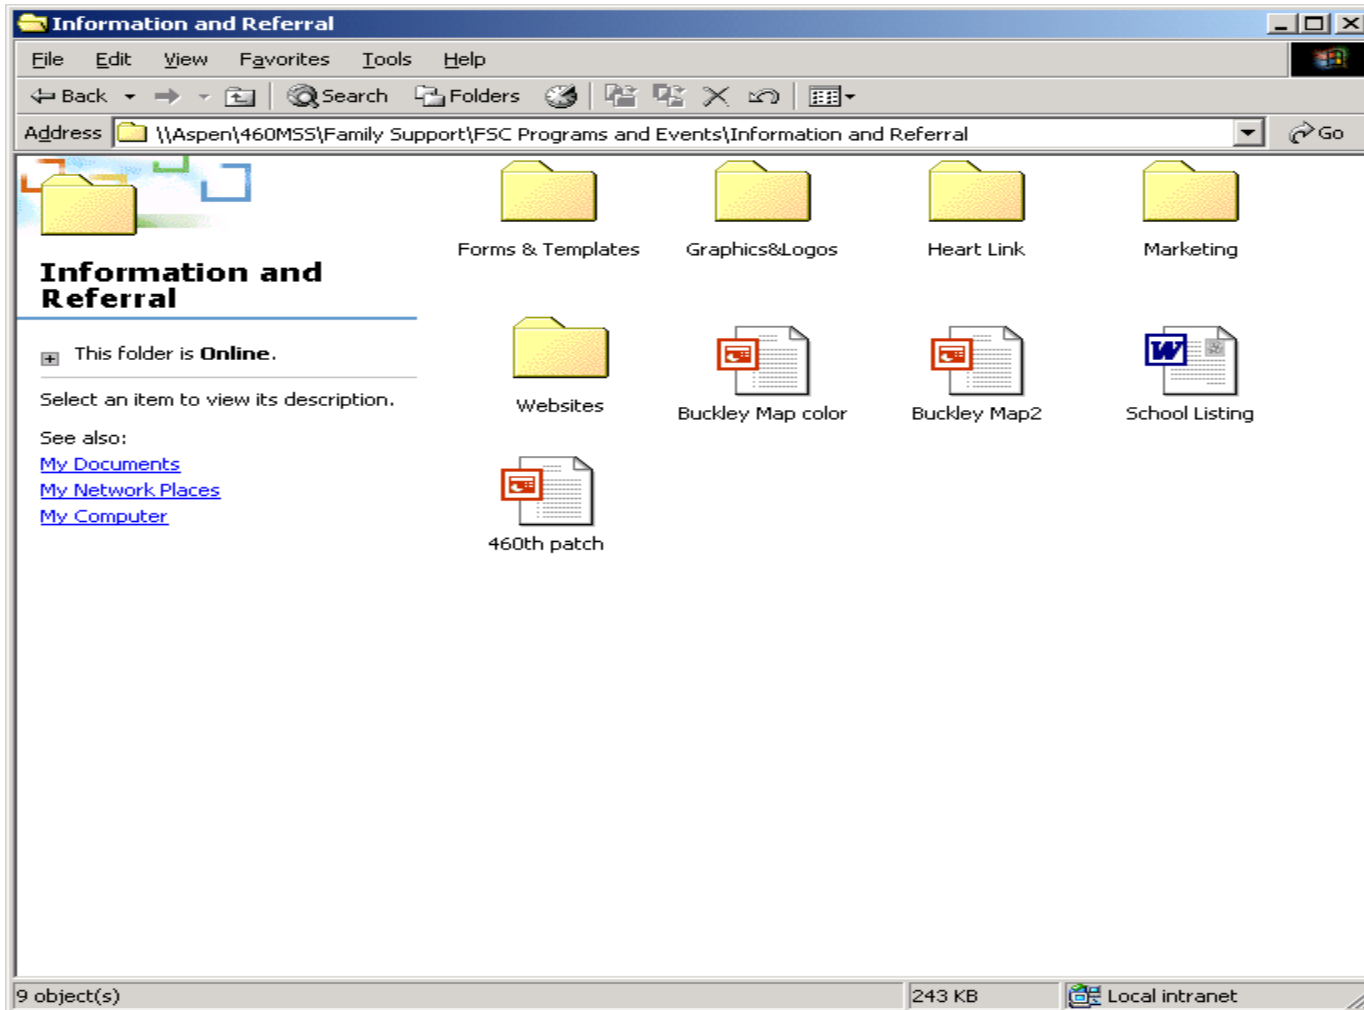 Information and Referral
File Edit View Favorites Tools Help
Back Search Folders
Address \\Aspen\460MSS\Family Support\FSC Programs and Events\Information and Referral Go
Forms & Templates Graphics&Logos Heart Link Marketing
Information and
Referral
This folder is Online.
Select an item to view its description.
Websites Buckley Map color Buckley Map2 School Listing
See also:
My Documents
My Network Places
My Computer
460th patch
9 object(s) 243 KB Local intranet